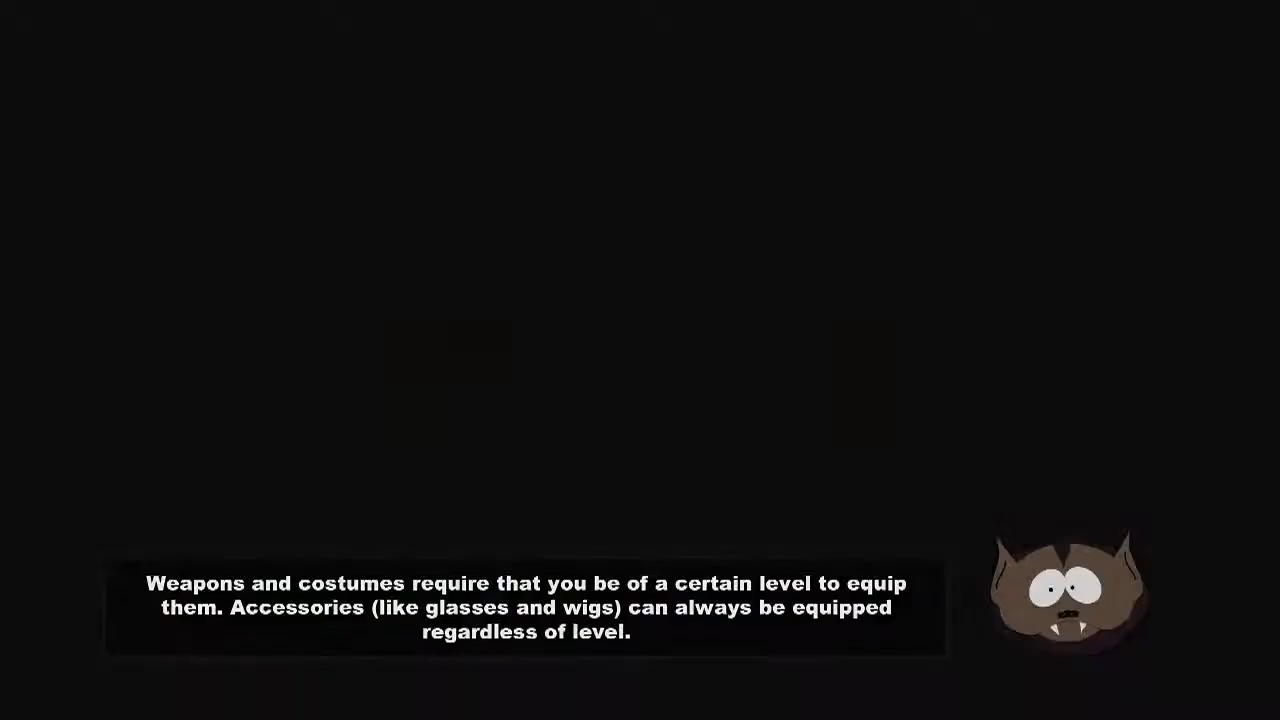 Weapons and costumes require that you be of a certain level to equip
them. Accessories (like glasses and wigs) can always be equipped
regardless of level.